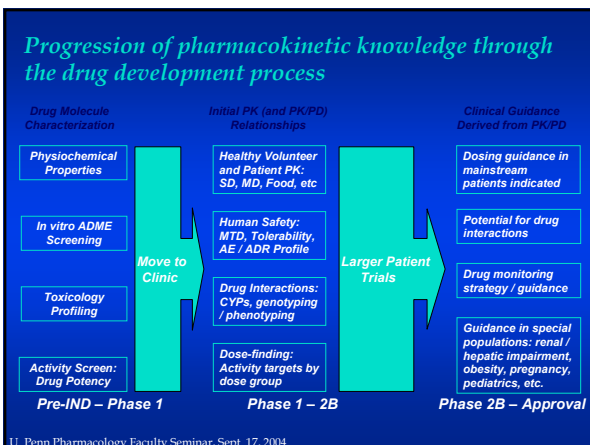 Progression of pharmacokinetic knowledge through
the drug development process
Drug Molecule
Characterization
Physiochemical
Properties
In vitro ADME
Screening
Toxicology
Profiling
Activity Screen:
Drug Potency
Pre-IND – Phase 1
Move to
Clinic
Initial PK (and PK/PD)
Relationships
Healthy Volunteer
and Patient PK:
SD, MD, Food, etc
Human Safety:
MTD, Tolerability,
AE / ADR Profile
Drug Interactions:
CYPs, genotyping
/ phenotyping
Dose-finding:
Activity targets by
dose group
Phase 1 – 2B
Larger Patient
Trials
Clinical Guidance
Derived from PK/PD
Dosing guidance in
mainstream
patients indicated
Potential for drug
interactions
Drug monitoring
strategy / guidance
Guidance in special
populations: renal /
hepatic impairment,
obesity, pregnancy,
pediatrics, etc.
Phase 2B – Approval
U. Penn Pharmacology Faculty Seminar, Sept. 17, 2004